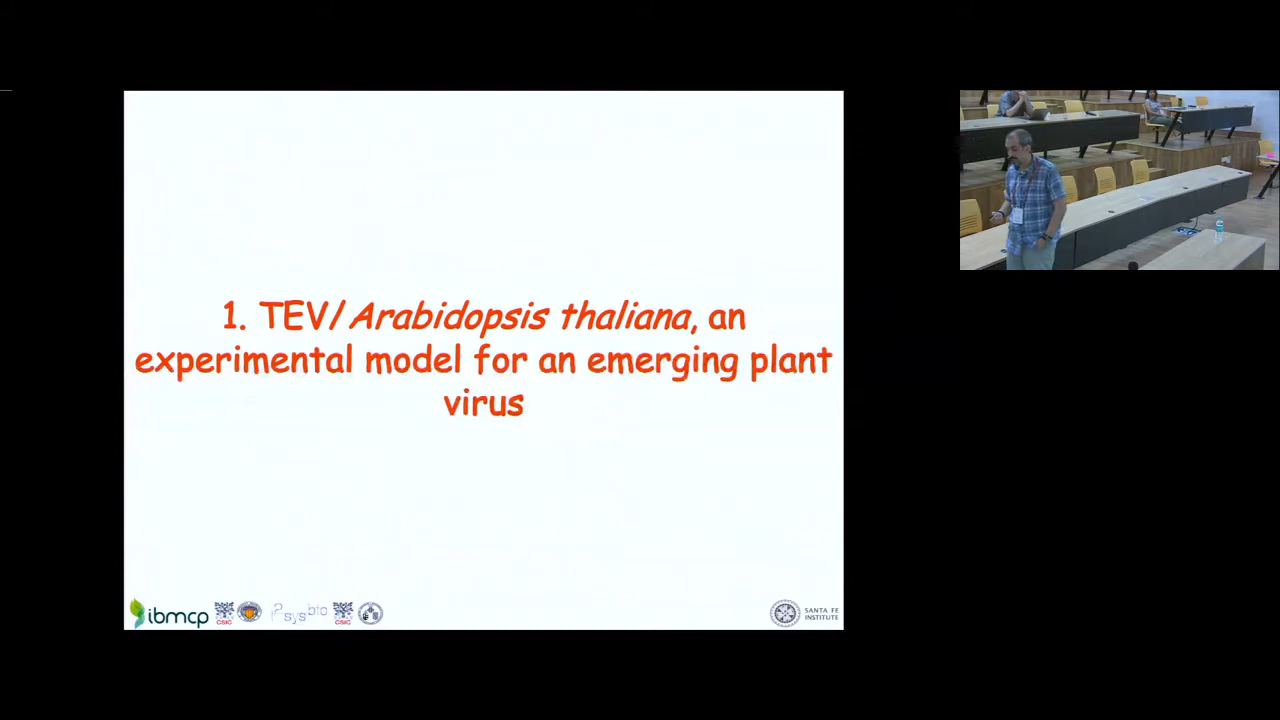 1. TEV/Arabidopsis thaliana, an
experimental model for an emerging plant
virus
ibmcp
CSIC
i2sysbio
CSIC
SANTA FE
INSTITUTE